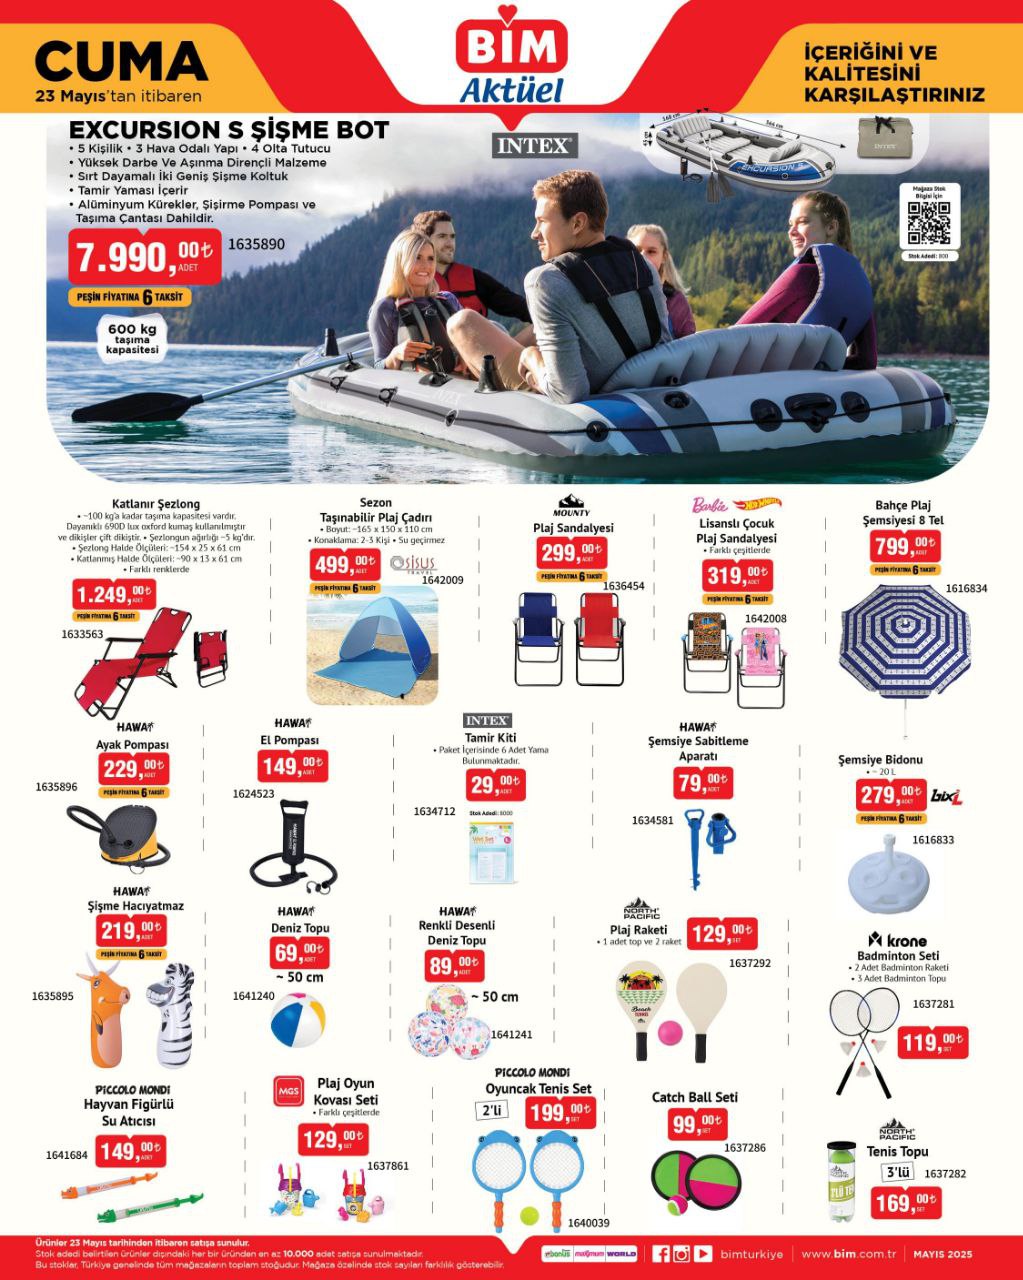 CUMA
23 Mayıs'tan itibaren
BİM
Aktüel
İÇERİĞİNİ VE
KALİTESİNİ
KARŞILAŞTIRINIZ
EXCURSION 5 ŞİŞME BOT
• 5 Kişilik • 3 Hava Odalı Yapı • 4 Olta Tutucu
• Yüksek Darbe Ve Aşınma Dirençli Malzeme
• Sırt Dayamalı İki Geniş Şişme Koltuk
• Tamir Yaması İçerir
• Alüminyum Kürekler, Şişirme Pompası ve
Taşıma Çantası Dahildir.
7.990,00₺
ADET
1635890
PEŞİN FİYATINA 6 TAKSİT
600 kg
taşıma
kapasitesi
INTEX
168 cm
366 cm
43 cm
EXCURSION 5
Mağaza Stok
Bilgisi İçin
Stok Adedi: 800
INTEX
Katlanır Şezlong
• ~100 kg'a kadar taşıma kapasitesi vardır.
Dayanıklı 690D lux oxford kumaş kullanılmıştır
ve dikişler çift dikiştir. • Şezlongun ağırlığı ~5 kg'dır.
• Şezlong Halde Ölçüleri: ~154 x 25 x 61 cm
• Katlanmış Halde Ölçüleri: ~90 x 13 x 61 cm
• Farklı renklerde
1.249,00₺
ADET
PEŞİN FİYATINA 6 TAKSİT
1633563
Sezon
Taşınabilir Plaj Çadırı
• Boyut: ~165 x 150 x 110 cm
• Konaklama: 2-3 Kişi • Su geçirmez
499,00₺
ADET
PEŞİN FİYATINA 6 TAKSİT
SISUS
TRAVEL
1642009
MOUNTY
Plaj Sandalyesi
299,00₺
ADET
PEŞİN FİYATINA 6 TAKSİT
1636454
Barbie Hot Wheels
Lisanslı Çocuk
Plaj Sandalyesi
• Farklı çeşitlerde
319,00₺
ADET
PEŞİN FİYATINA 6 TAKSİT
1642008
Bahçe Plaj
Şemsiyesi 8 Tel
799,00₺
ADET
PEŞİN FİYATINA 6 TAKSİT
1616834
HAWAI
Ayak Pompası
229,00₺
ADET
PEŞİN FİYATINA 6 TAKSİT
1635896
HAWAI
El Pompası
149,00₺
ADET
1624523
INTEX
Tamir Kiti
• Paket İçerisinde 6 Adet Yama
Bulunmaktadır.
29,00₺
ADET
1634712
Stok Adedi: 8000
HAWAI
Şemsiye Sabitleme
Aparatı
79,00₺
ADET
1634581
Şemsiye Bidonu
• ~ 20 L
279,00₺
ADET
bixi
PEŞİN FİYATINA 6 TAKSİT
1616833
HAWAI
Şişme Hacıyatmaz
219,00₺
ADET
PEŞİN FİYATINA 6 TAKSİT
1635895
HAWAI
Deniz Topu
69,00₺
ADET
~ 50 cm
1641240
HAWAI
Renkli Desenli
Deniz Topu
89,00₺
ADET
~ 50 cm
1641241
NORTH
PACIFIC
Plaj Raketi
• 1 adet top ve 2 raket
129,00₺
SET
1637292
Beach
TENNIS
krone
Badminton Seti
• 2 Adet Badminton Raketi
• 3 Adet Badminton Topu
1637281
119,00₺
SET
PICCOLO MONDI
Hayvan Figürlü
Su Atıcısı
149,00₺
ADET
1641684
MGS
Plaj Oyun
Kovası Seti
• Farklı çeşitlerde
129,00₺
SET
1637861
PICCOLO MONDI
Oyuncak Tenis Set
2'li
199,00₺
SET
1640039
Catch Ball Seti
99,00₺
SET
1637286
NORTH
PACIFIC
Tenis Topu
3'lü
1637282
169,00₺
SET
Ürünler 23 Mayıs tarihinden itibaren satışa sunulur.
Stok adedi belirtilen ürünler dışındaki her bir üründen en az 10.000 adet satışa sunulmaktadır.
Bu stoklar, Türkiye genelinde tüm mağazaların toplam stoğudur. Mağaza özelinde stok sayıları farklılık gösterebilir.
bonus maximum WORLD
bimturkiye
www.bim.com.tr
MAYIS 2025